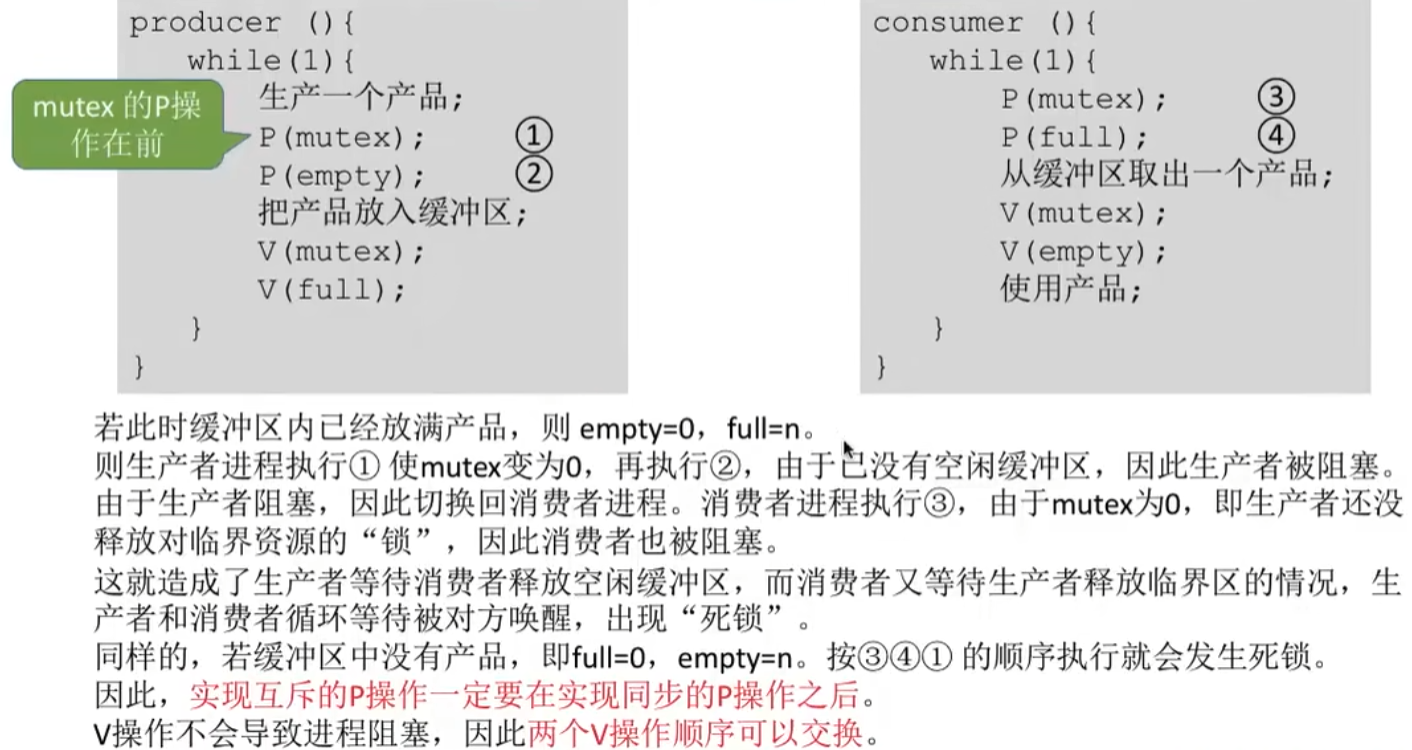 producer (){
while(1){
生产一个产品;
mutex 的P操
作在前
P(mutex); ①
P(empty); ②
把产品放入缓冲区;
V(mutex);
V(full);
}
}
consumer (){
while(1){
P(mutex); ③
P(full); ④
从缓冲区取出一个产品;
V(mutex);
V(empty);
使用产品;
}
}
若此时缓冲区内已经放满产品，则 empty=0，full=n。
则生产者进程执行① 使mutex变为0，再执行②，由于已没有空闲缓冲区，因此生产者被阻塞。
由于生产者阻塞，因此切换回消费者进程。消费者进程执行③，由于mutex为0，即生产者还没
释放对临界资源的“锁”，因此消费者也被阻塞。
这就造成了生产者等待消费者释放空闲缓冲区，而消费者又等待生产者释放临界区的情况，生
产者和消费者循环等待被对方唤醒，出现“死锁”。
同样的，若缓冲区中没有产品，即full=0，empty=n。按③④① 的顺序执行就会发生死锁。
因此，实现互斥的P操作一定要在实现同步的P操作之后。
V操作不会导致进程阻塞，因此两个V操作顺序可以交换。